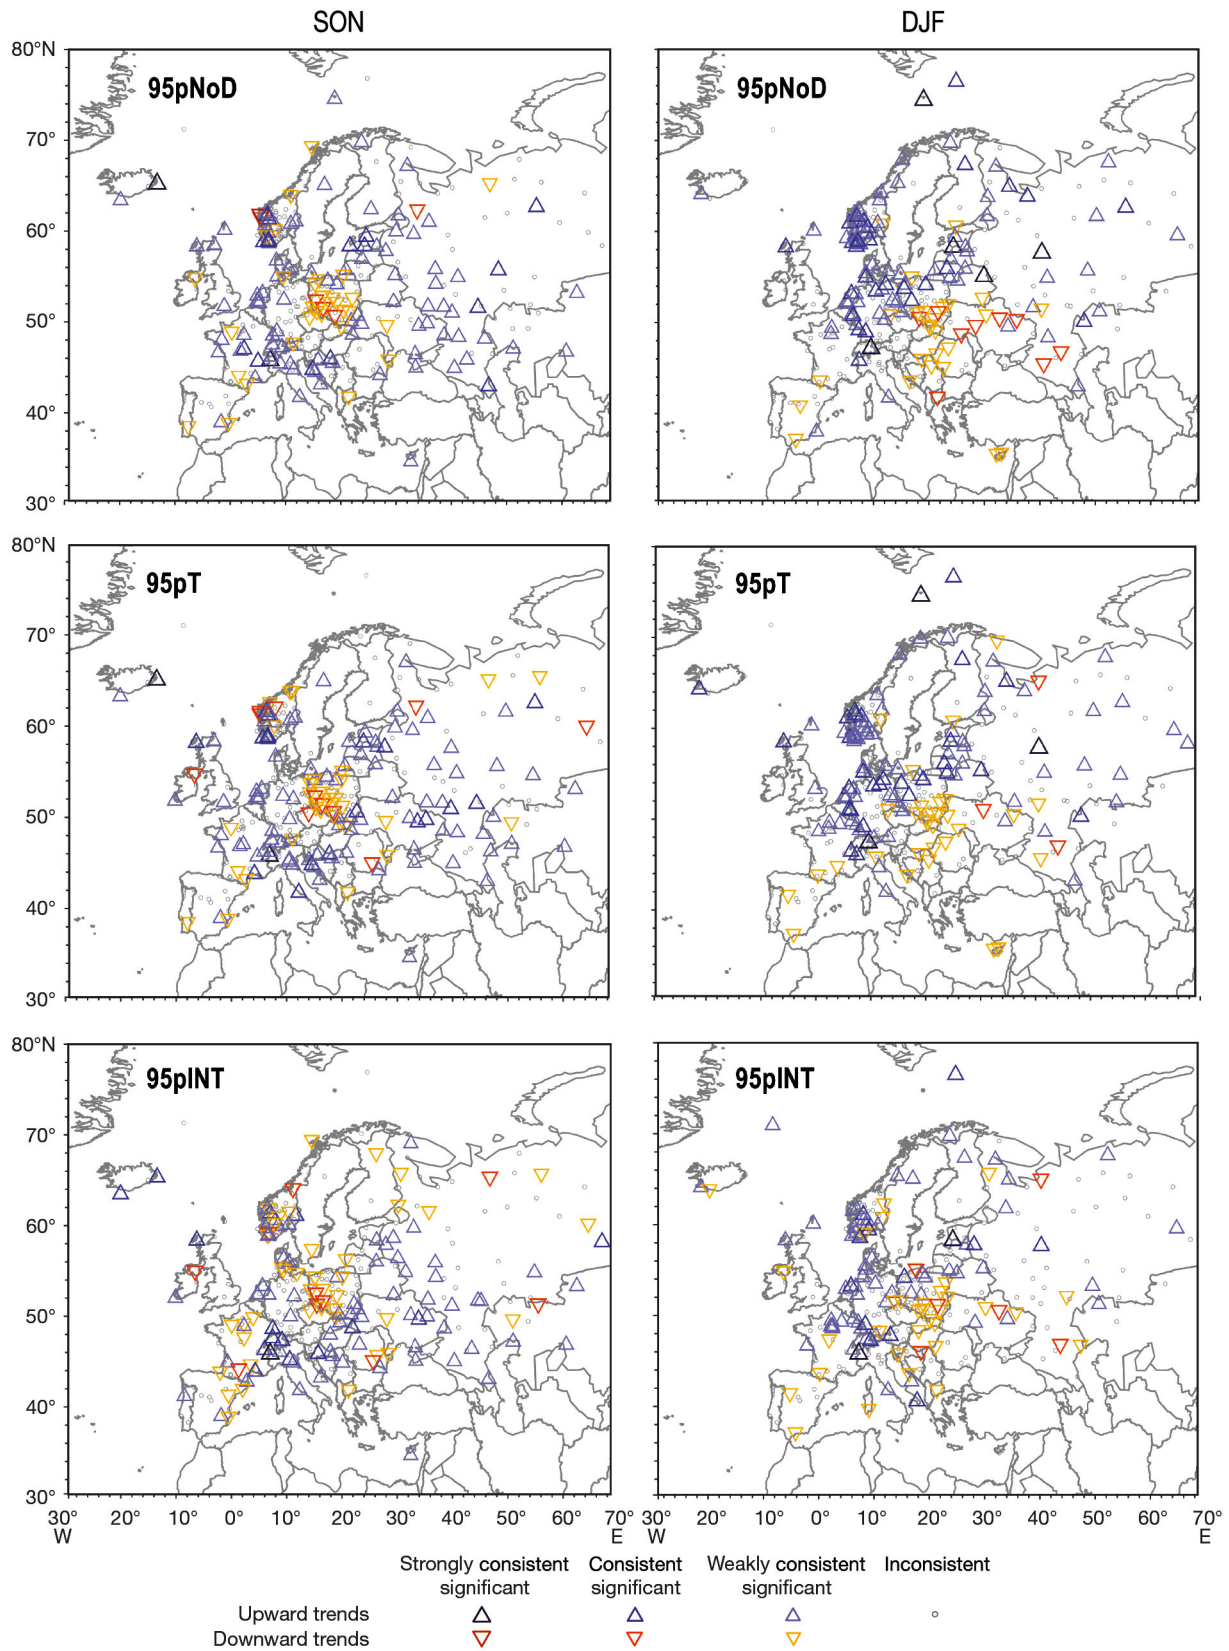 SON DJF
80°N
70°
60°
50°
40°
30°
95pNoD
95pNoD
80°N
70°
60°
50°
40°
30°
95pT
95pT
80°N
70°
60°
50°
40°
30°
95pINT
95pINT
30° 20° 10° 0° 10° 20° 30° 40° 50° 60° 70° 30° 20° 10° 0° 10° 20° 30° 40° 50° 60° 70°
W E W E
Strongly consistent Consistent Weakly consistent Inconsistent
significant significant significant
Upward trends
Downward trends